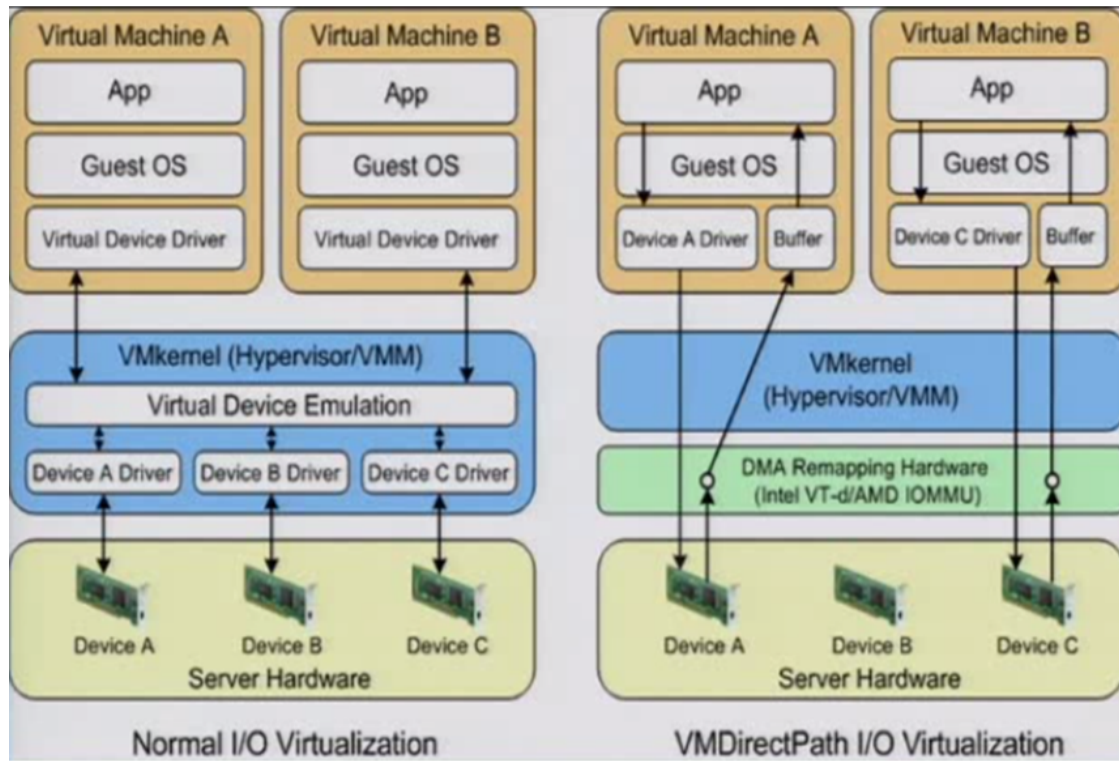 Virtual Machine A
App
Guest OS
Virtual Device Driver
Virtual Machine B
App
Guest OS
Virtual Device Driver
VMkernel (Hypervisor/VMM)
Virtual Device Emulation
Device A Driver
Device B Driver
Device C Driver
Device A
Device B
Device C
Server Hardware
Normal I/O Virtualization
Virtual Machine A
App
Guest OS
Device A Driver
Buffer
Virtual Machine B
App
Guest OS
Device C Driver
Buffer
VMkernel
(Hypervisor/VMM)
DMA Remapping Hardware
(Intel VT-d/AMD IOMMU)
Device A
Device B
Device C
Server Hardware
VMDirectPath I/O Virtualization